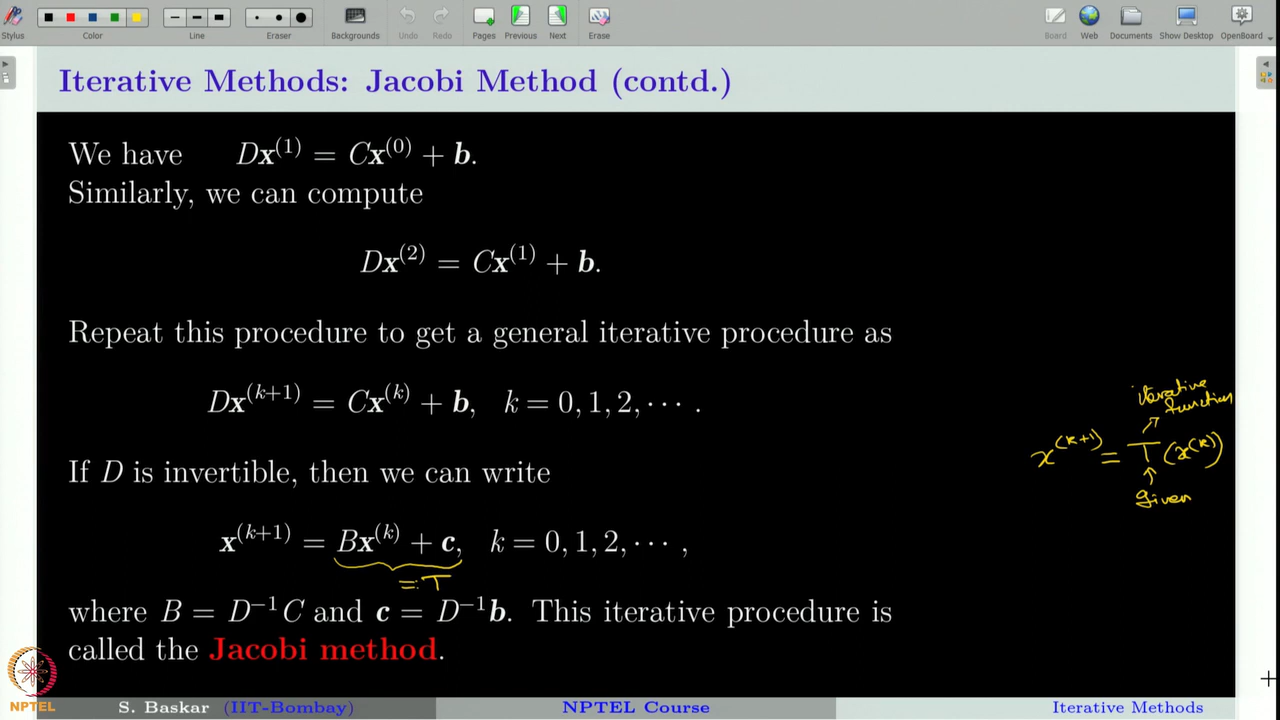 Stylus Color Line Eraser Backgrounds Undo Redo Pages Previous Next Erase Board Web Documents Show Desktop OpenBoard
Iterative Methods: Jacobi Method (contd.)
We have Dx^(1) = Cx^(0) + b.
Similarly, we can compute
Dx^(2) = Cx^(1) + b.
Repeat this procedure to get a general iterative procedure as
Dx^(k+1) = Cx^(k) + b, k = 0, 1, 2, ⋯ .
iterative
function
If D is invertible, then we can write
x^(k+1) = T(x^(k))
given
x^(k+1) = Bx^(k) + c, k = 0, 1, 2, ⋯ ,
=: T
where B = D^−1C and c = D^−1b. This iterative procedure is
called the Jacobi method.
NPTEL
S. Baskar (IIT-Bombay) NPTEL Course Iterative Methods